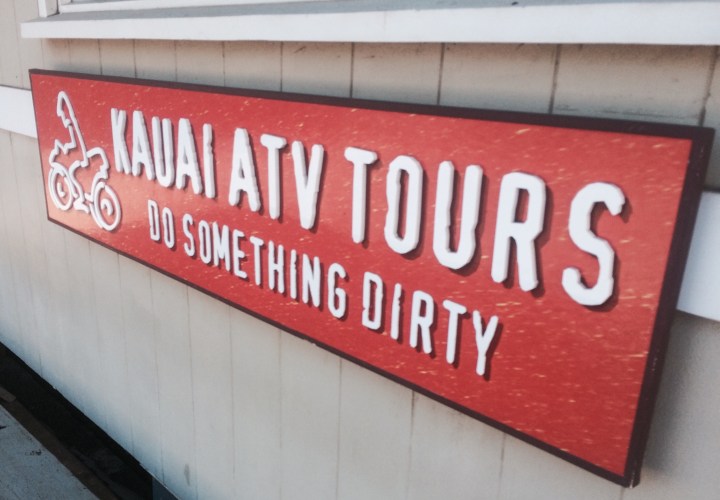 KAUAI ATV TOURS
DO SOMETHING DIRTY